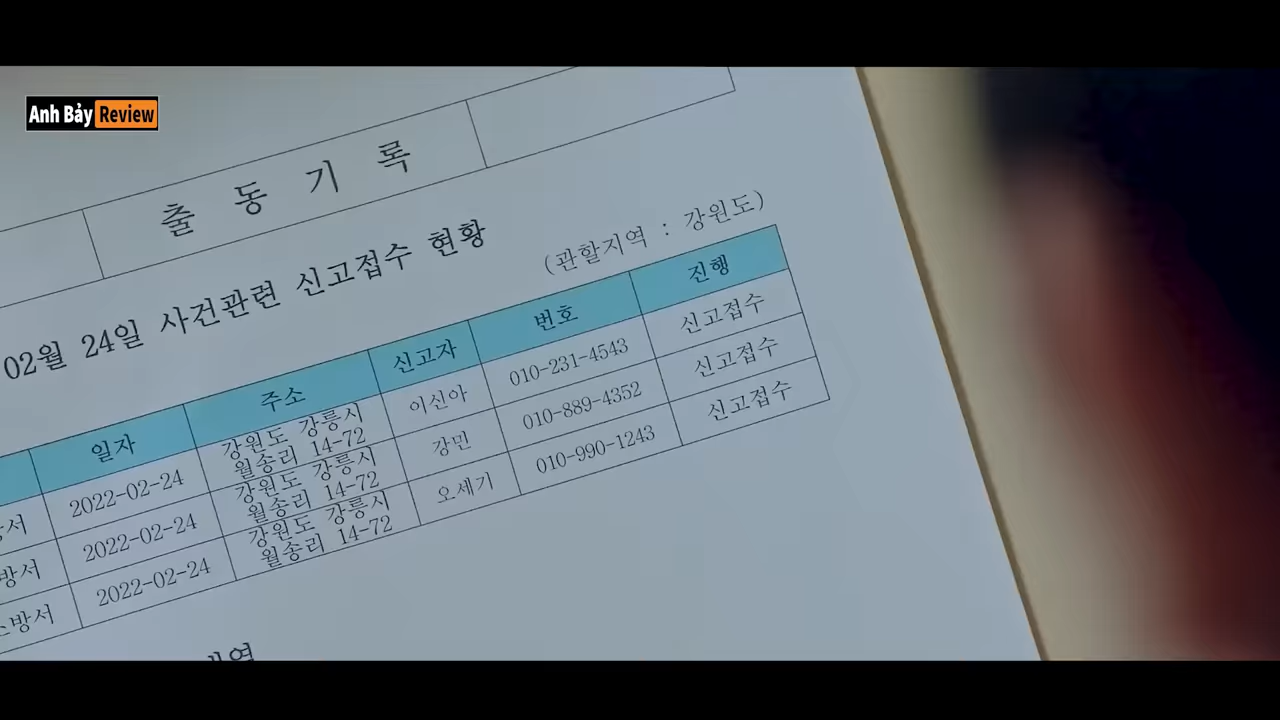 Anh Bảy Review
출 동 기 록
02월 24일 사건관련 신고접수 현황
(관할지역 : 강원도)
일자 주소 신고자 번호 진행
2022-02-24 강원도 강릉시 월송리 14-72 이신아 010-231-4543 신고접수
방서 2022-02-24 강원도 강릉시 월송리 14-72 강민 010-889-4352 신고접수
소방서 2022-02-24 강원도 강릉시 월송리 14-72 오세기 010-990-1243 신고접수